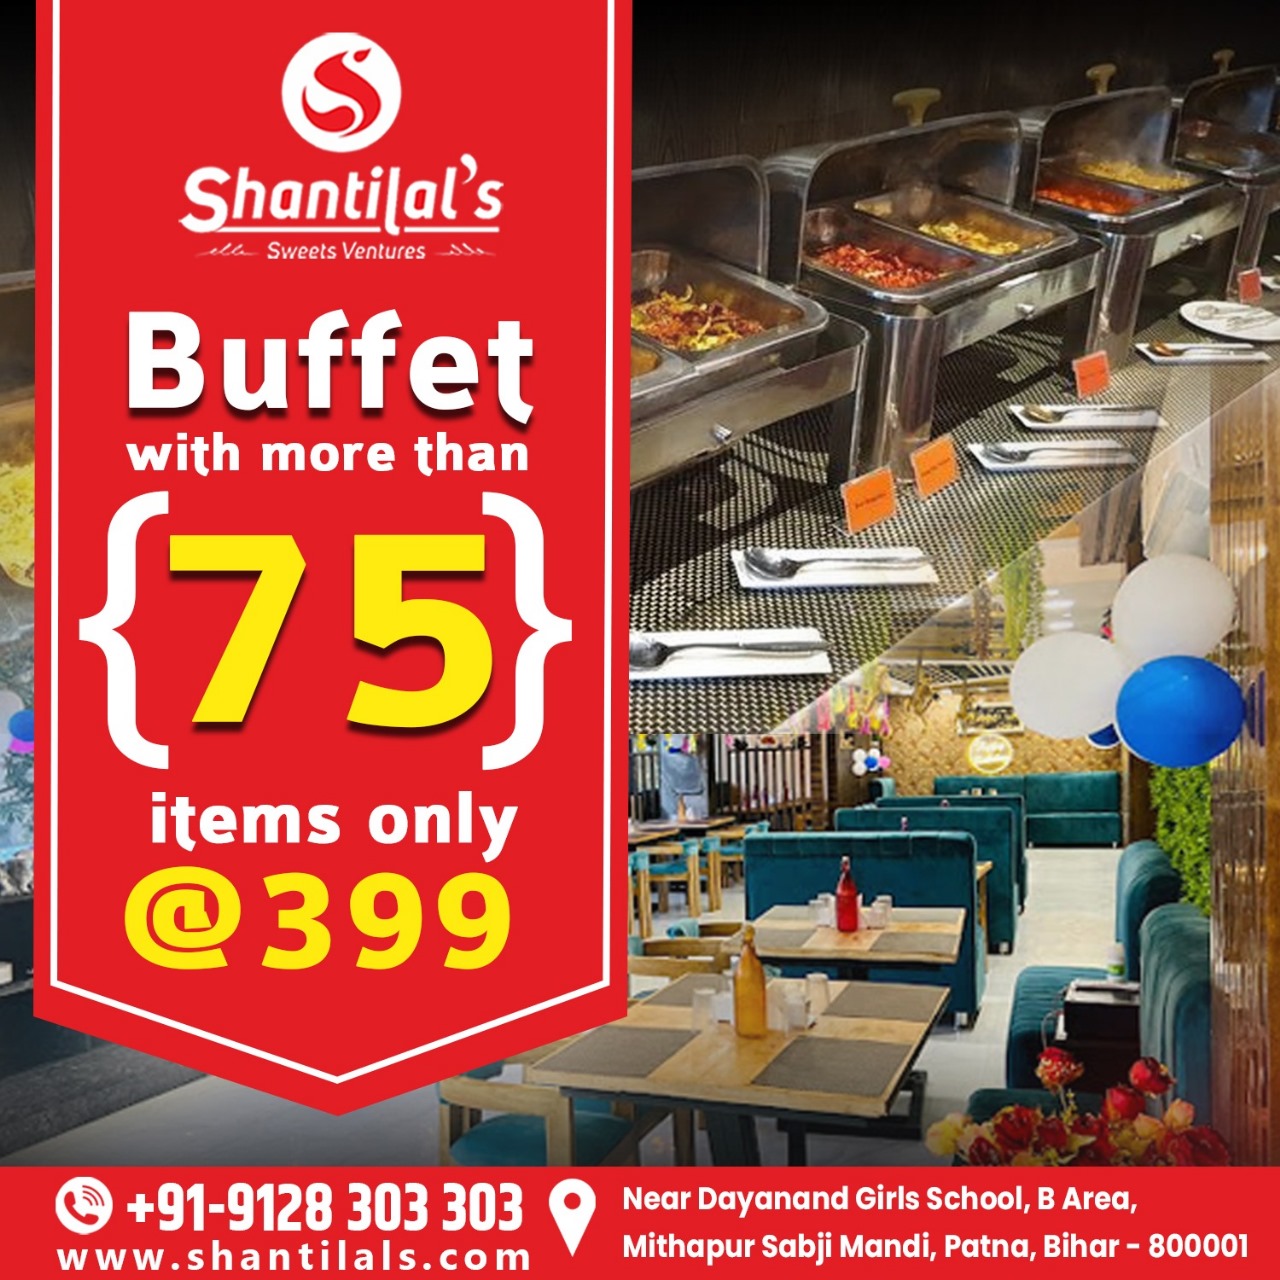 Shantilal's
Sweets Ventures
Buffet
with more than
{75}
items only
@399
+91-9128 303 303
www.shantilals.com
Near Dayanand Girls School, B Area,
Mithapur Sabji Mandi, Patna, Bihar - 800001